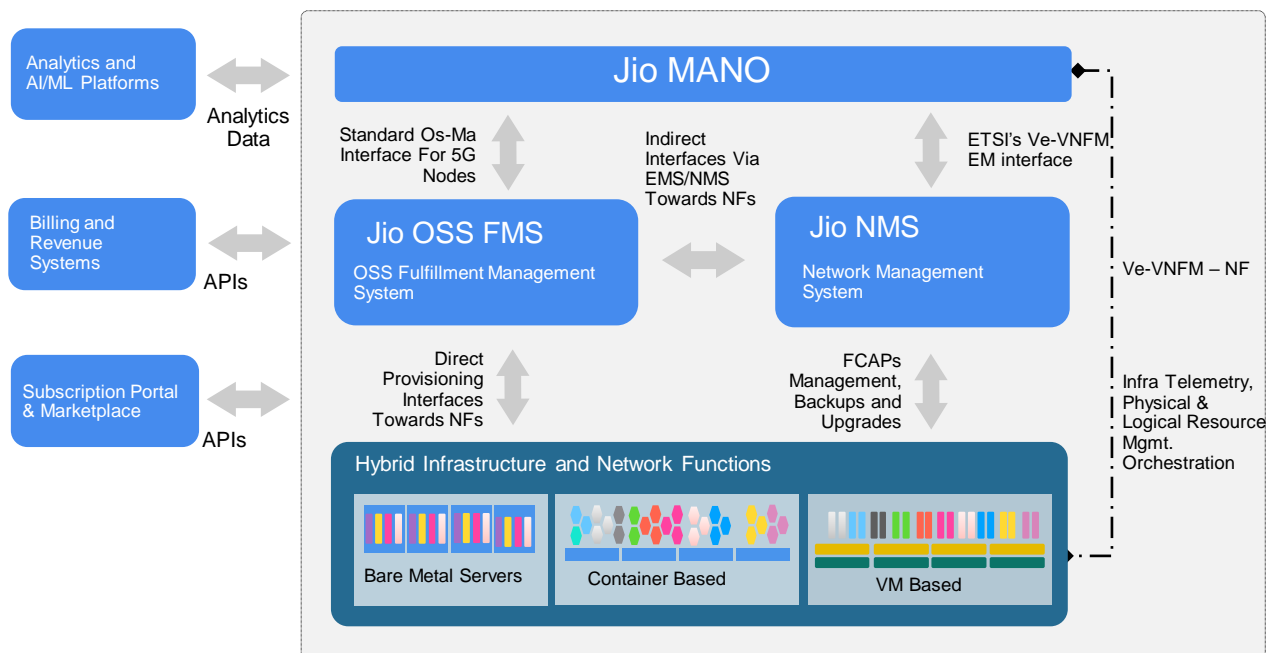 Analytics and
AI/ML Platforms
Analytics
Data
Billing and
Revenue
Systems
APIs
Subscription Portal
& Marketplace
APIs
Jio MANO
Standard Os-Ma
Interface For 5G
Nodes
Indirect
Interfaces Via
EMS/NMS
Towards NFs
ETSI’s Ve-VNFM
EM interface
Jio OSS FMS
OSS Fulfillment Management
System
Jio NMS
Network Management
System
Ve-VNFM – NF
Direct
Provisioning
Interfaces
Towards NFs
FCAPs
Management,
Backups and
Upgrades
Infra Telemetry,
Physical &
Logical Resource
Mgmt.
Orchestration
Hybrid Infrastructure and Network Functions
Bare Metal Servers
Container Based
VM Based